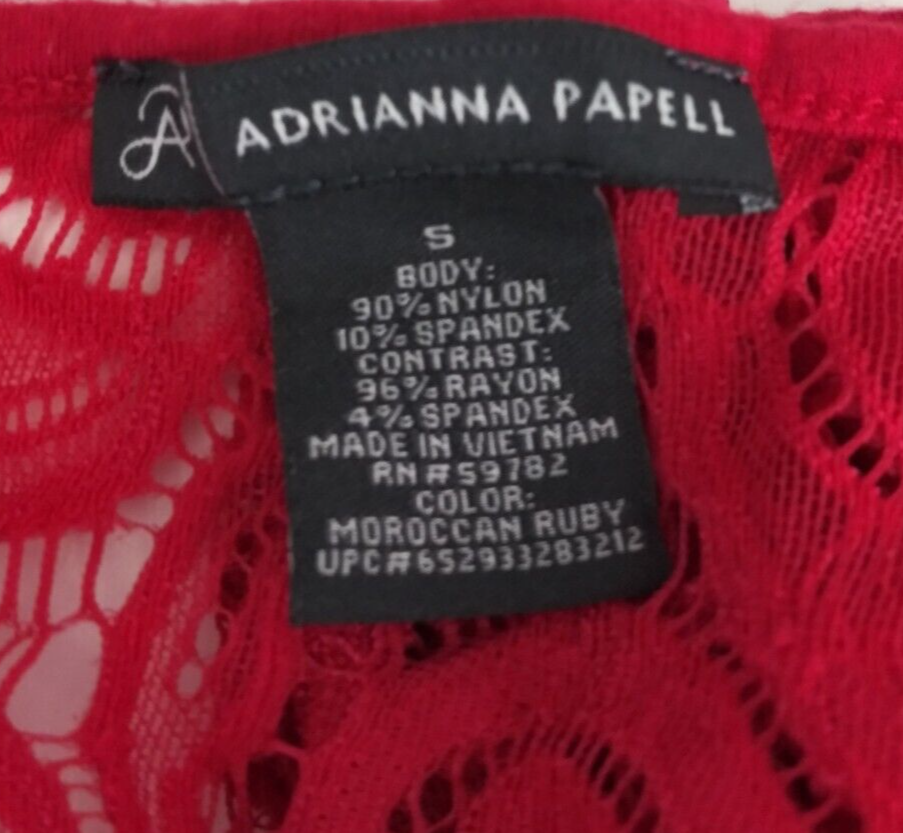 A ADRIANNA PAPELL
S
BODY:
90% NYLON
10% SPANDEX
CONTRAST:
96% RAYON
4% SPANDEX
MADE IN VIETNAM
RN#59782
COLOR:
MOROCCAN RUBY
UPC#652933283212